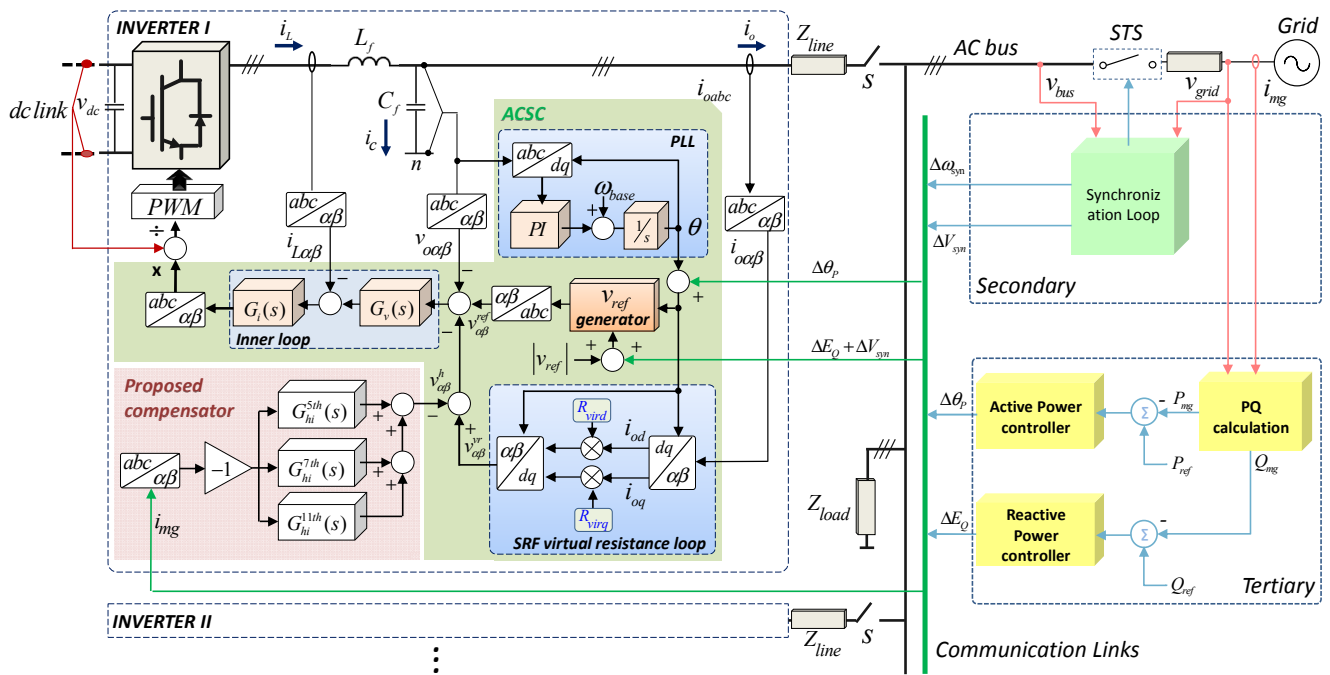 INVERTER I
i_L
L_f
i_o
Z_line
S
AC bus
STS
Grid
dc link
v_dc
C_f
i_c
n
i_oabc
v_bus
v_grid
i_mg
ACSC
PLL
abc
dq
PI
ω_base
+
1/s
θ
abc
αβ
i_oαβ
PWM
÷
x
abc
αβ
i_Lαβ
abc
αβ
v_oαβ
−
−
Δω_syn
ΔV_syn
Synchroniz
ation Loop
Secondary
Δθ_P
+
abc
αβ
G_i(s)
G_v(s)
Inner loop
−
v_αβ^ref
αβ
abc
v_ref
generator
|v_ref|
+
+
ΔE_Q + ΔV_syn
Proposed
compensator
v_αβ^h
−
+
v_αβ^vr
G_hi^5th(s)
G_hi^7th(s)
G_hi^11th(s)
+
+
+
+
abc
αβ
−1
i_mg
R_vird
αβ
dq
i_od
i_oq
dq
αβ
R_virq
SRF virtual resistance loop
Z_load
Δθ_P
Active Power
controller
Σ
-
P_mg
P_ref
PQ
calculation
Q_mg
ΔE_Q
Reactive
Power
controller
Σ
-
Q_ref
Tertiary
INVERTER II
Z_line
S
Communication Links